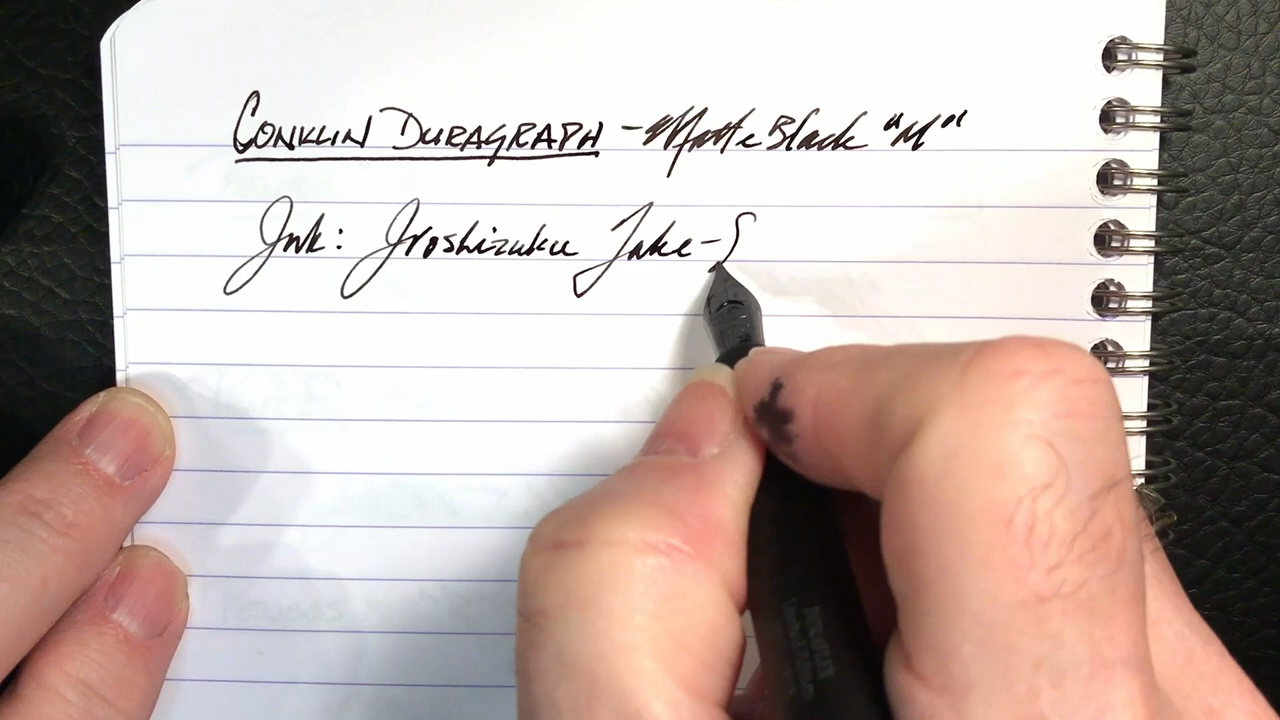 CONKLIN DURAGRAPH - Matte Black "M"
Ink: Iroshizuku Take-S